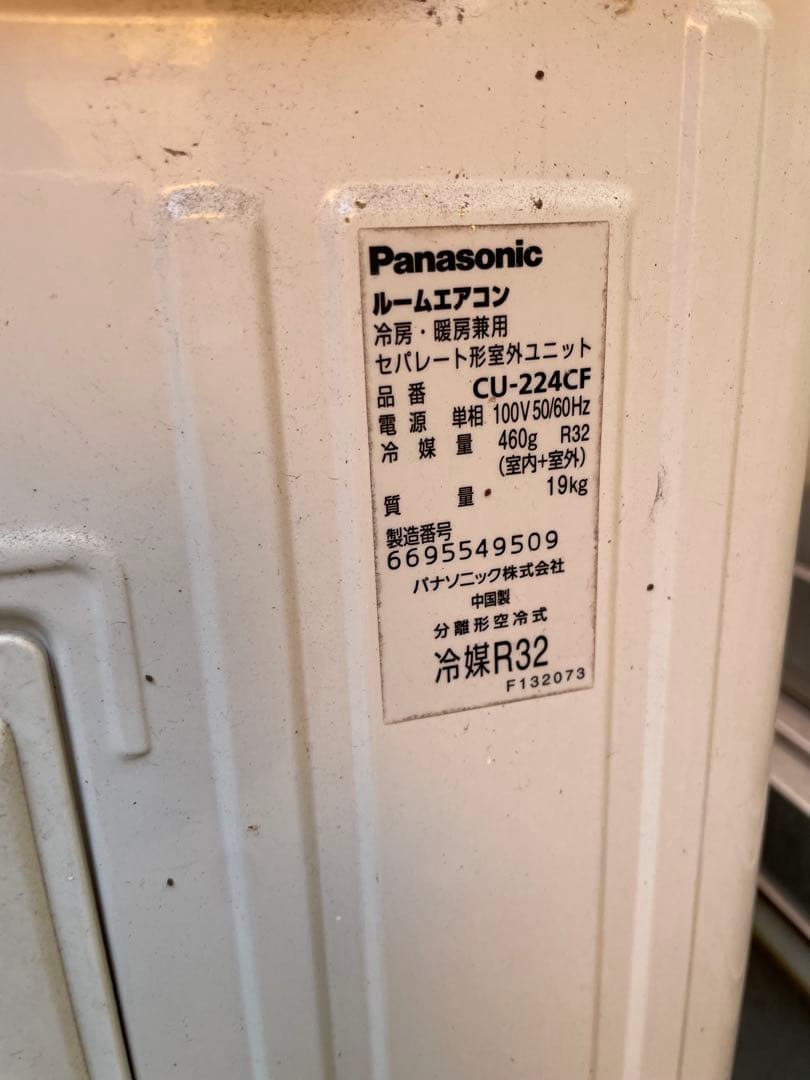 Panasonic
ルームエアコン
冷房・暖房兼用
セパレート形室外ユニット
品番 CU-224CF
電源 単相 100V 50/60Hz
冷媒量 460g R32
(室内+室外)
質量 19kg
製造番号
6695549509
パナソニック株式会社
中国製
分離形空冷式
冷媒R32
F132073